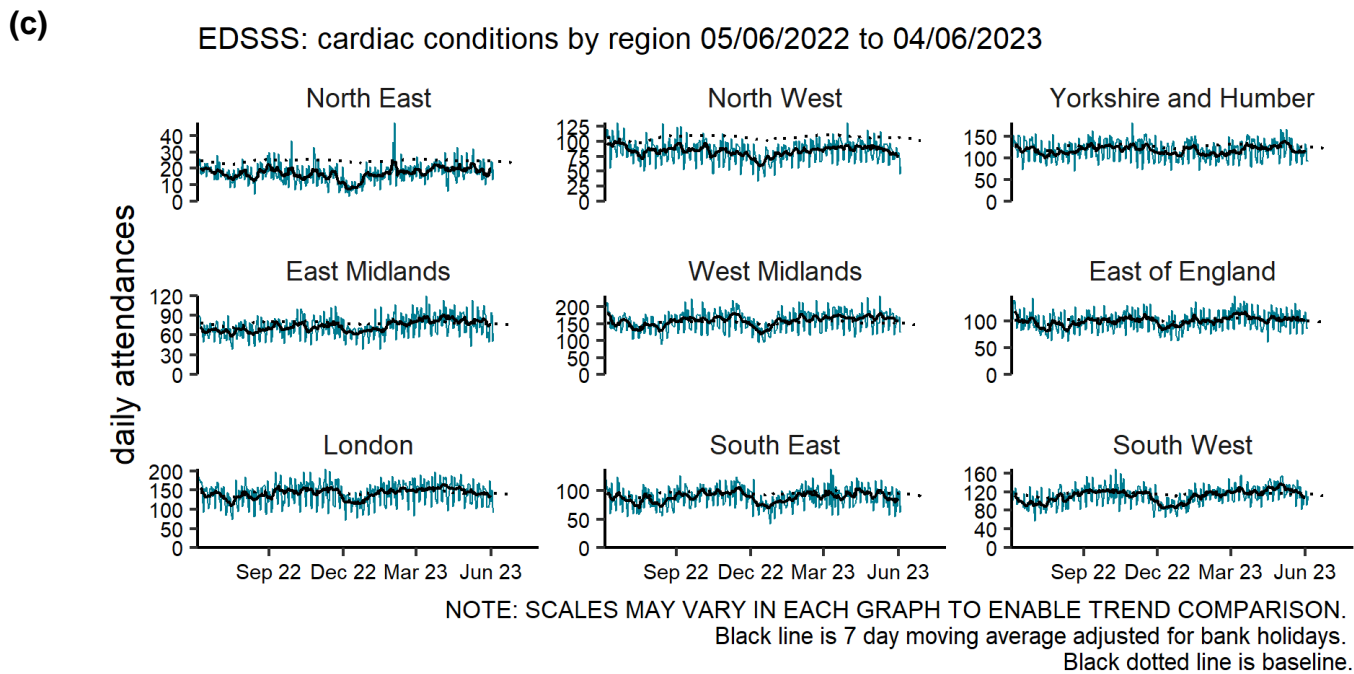 (c)
EDSSS: cardiac conditions by region 05/06/2022 to 04/06/2023
daily attendances
North East
40
30
20
10
0
North West
125
100
75
50
25
0
Yorkshire and Humber
150
100
50
0
East Midlands
120
90
60
30
0
West Midlands
200
150
100
50
0
East of England
100
50
0
London
200
150
100
50
0
Sep 22 Dec 22 Mar 23 Jun 23
South East
100
50
0
Sep 22 Dec 22 Mar 23 Jun 23
South West
160
120
80
40
0
Sep 22 Dec 22 Mar 23 Jun 23
NOTE: SCALES MAY VARY IN EACH GRAPH TO ENABLE TREND COMPARISON.
Black line is 7 day moving average adjusted for bank holidays.
Black dotted line is baseline.